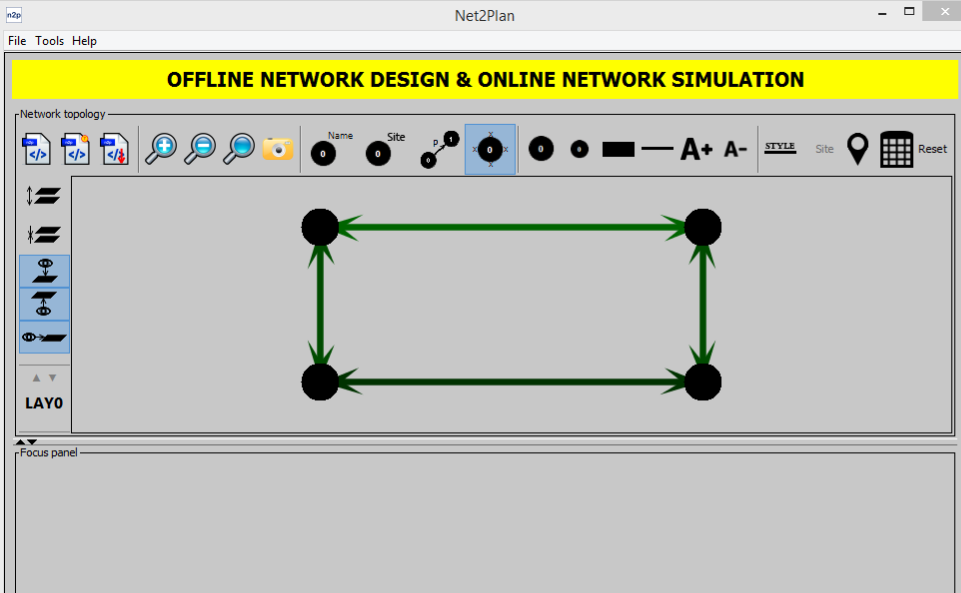 n2p Net2Plan
File Tools Help
OFFLINE NETWORK DESIGN & ONLINE NETWORK SIMULATION
Network topology
Name Site P 1 0 0 0 x x 0 x x 0 0 A+ A- STYLE Site Reset
LAY0
Focus panel